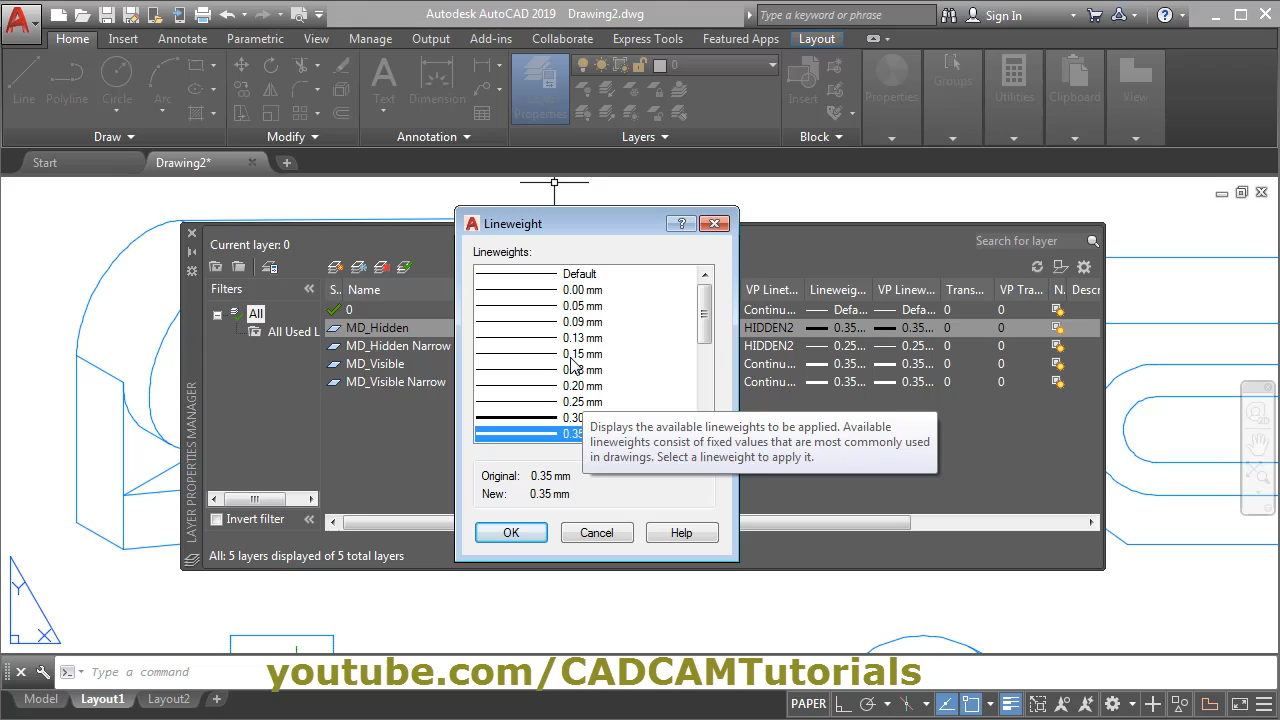 Autodesk AutoCAD 2019 Drawing2.dwg
Type a keyword or phrase
Sign In
Home Insert Annotate Parametric View Manage Output Add-ins Collaborate Express Tools Featured Apps Layout
Line Polyline Circle Arc
Text Dimension
Layer Properties
0
Insert
Properties Groups Utilities Clipboard View
Draw Modify Annotation Layers Block
Start Drawing2*
Lineweight
Current layer: 0
Search for layer
Lineweights:
Filters
S.. Name
VP Linet... Lineweig... VP Linew... Trans... VP Tra... N. Descr
Default
0.00 mm
0.05 mm
0.09 mm
0.13 mm
0.15 mm
0.20 mm
0.25 mm
0.30
0.35
All
All Used L
0 Continu... Defa... Defa... 0 0
MD_Hidden HIDDEN2 0.35... 0.35... 0 0
MD_Hidden Narrow HIDDEN2 0.25... 0.25... 0 0
MD_Visible Continu... 0.35... 0.35... 0 0
MD_Visible Narrow Continu... 0.35... 0.35... 0 0
Displays the available lineweights to be applied. Available
lineweights consist of fixed values that are most commonly used
in drawings. Select a lineweight to apply it.
Original: 0.35 mm
New: 0.35 mm
OK Cancel Help
Invert filter
All: 5 layers displayed of 5 total layers
LAYER PROPERTIES MANAGER
Y
X
Type a command
youtube.com/CADCAMTutorials
Model Layout1 Layout2
PAPER